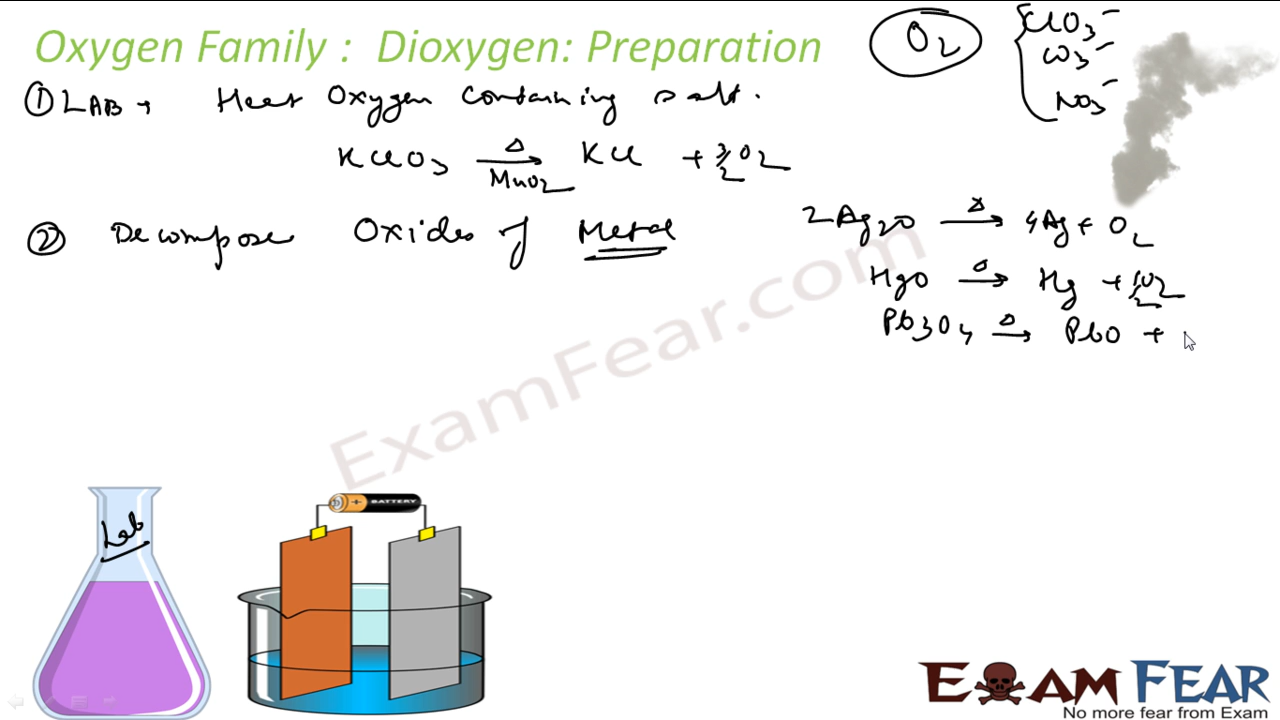 Oxygen Family : Dioxygen: Preparation
O2
ClO3⁻
CO3⁻⁻
NO3⁻
① LAB → Heat Oxygen containing salt.
KClO3 —Δ/MnO2→ KCl + 3/2 O2
② Decompose Oxides of Metal
2Ag2O —Δ→ 4Ag + O2
HgO —Δ→ Hg + 1/2 O2
Pb3O4 —Δ→ PbO +
ExamFear.com
Lab
BATTERY
EXAM FEAR
No more fear from Exam